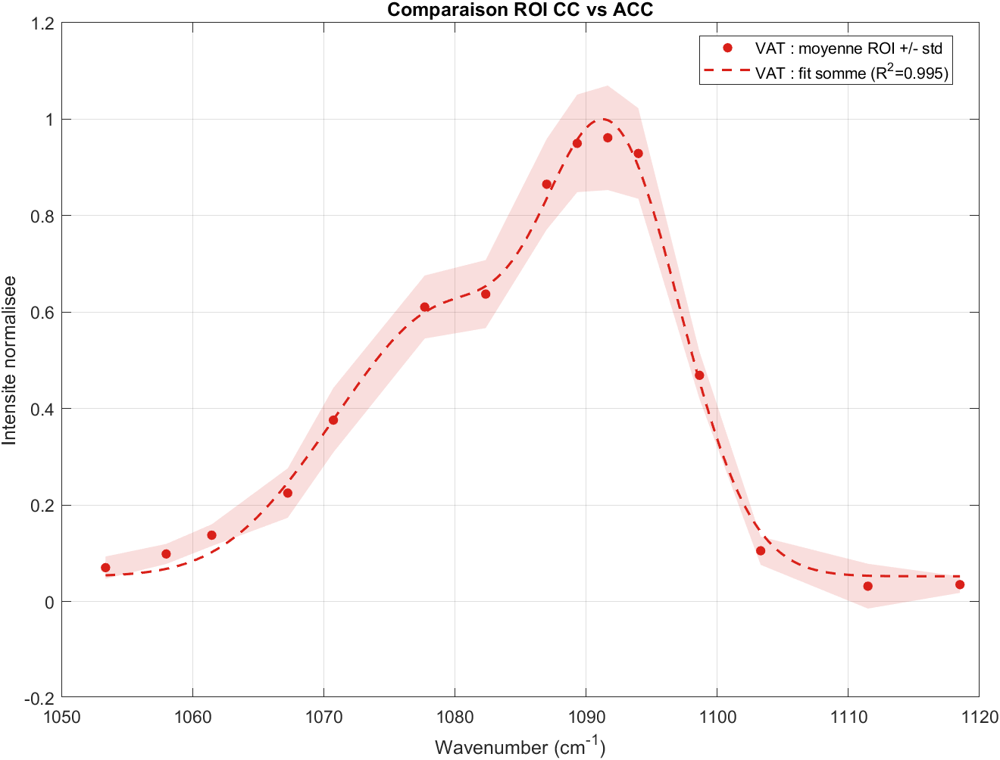 Comparaison ROI CC vs ACC
VAT : moyenne ROI +/- std
VAT : fit somme (R²=0.995)
Intensite normalisee
1.2
1
0.8
0.6
0.4
0.2
0
-0.2
1050 1060 1070 1080 1090 1100 1110 1120
Wavenumber (cm⁻¹)